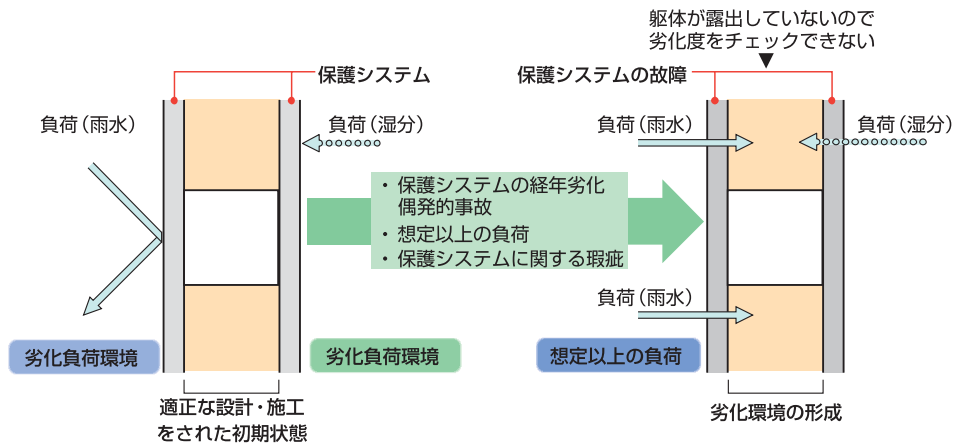 保護システム
負荷（雨水）
負荷（湿分）
劣化負荷環境
劣化負荷環境
適正な設計・施工
をされた初期状態
・保護システムの経年劣化
偶発的事故
・想定以上の負荷
・保護システムに関する瑕疵
躯体が露出していないので
劣化度をチェックできない
保護システムの故障
負荷（雨水）
負荷（湿分）
負荷（雨水）
想定以上の負荷
劣化環境の形成